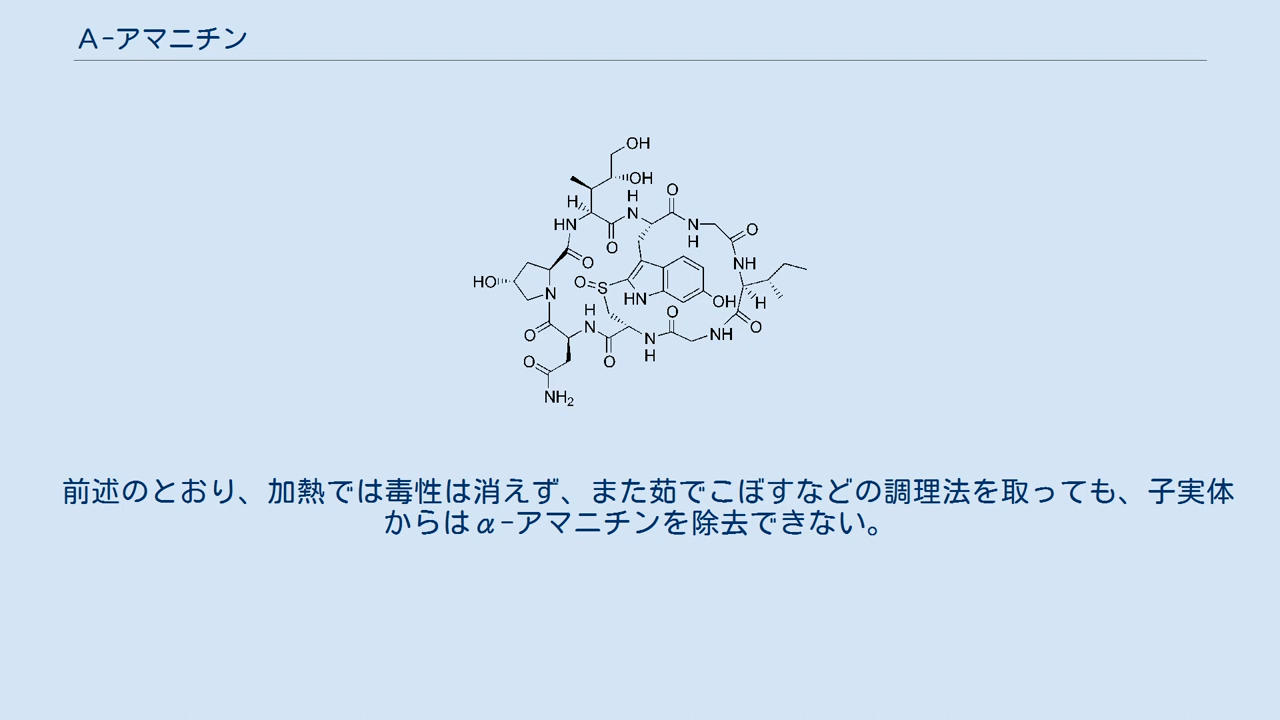 Α-アマニチン
OH
OH
H
H
N
O
HN
O
N
H
O
O
NH
HO
O
N
O
S
HN
OH
H
H
N
O
O
O
N
H
NH
O
O
O
NH2
前述のとおり、加熱では毒性は消えず、また茹でこぼすなどの調理法を取っても、子実体
からはα-アマニチンを除去できない。